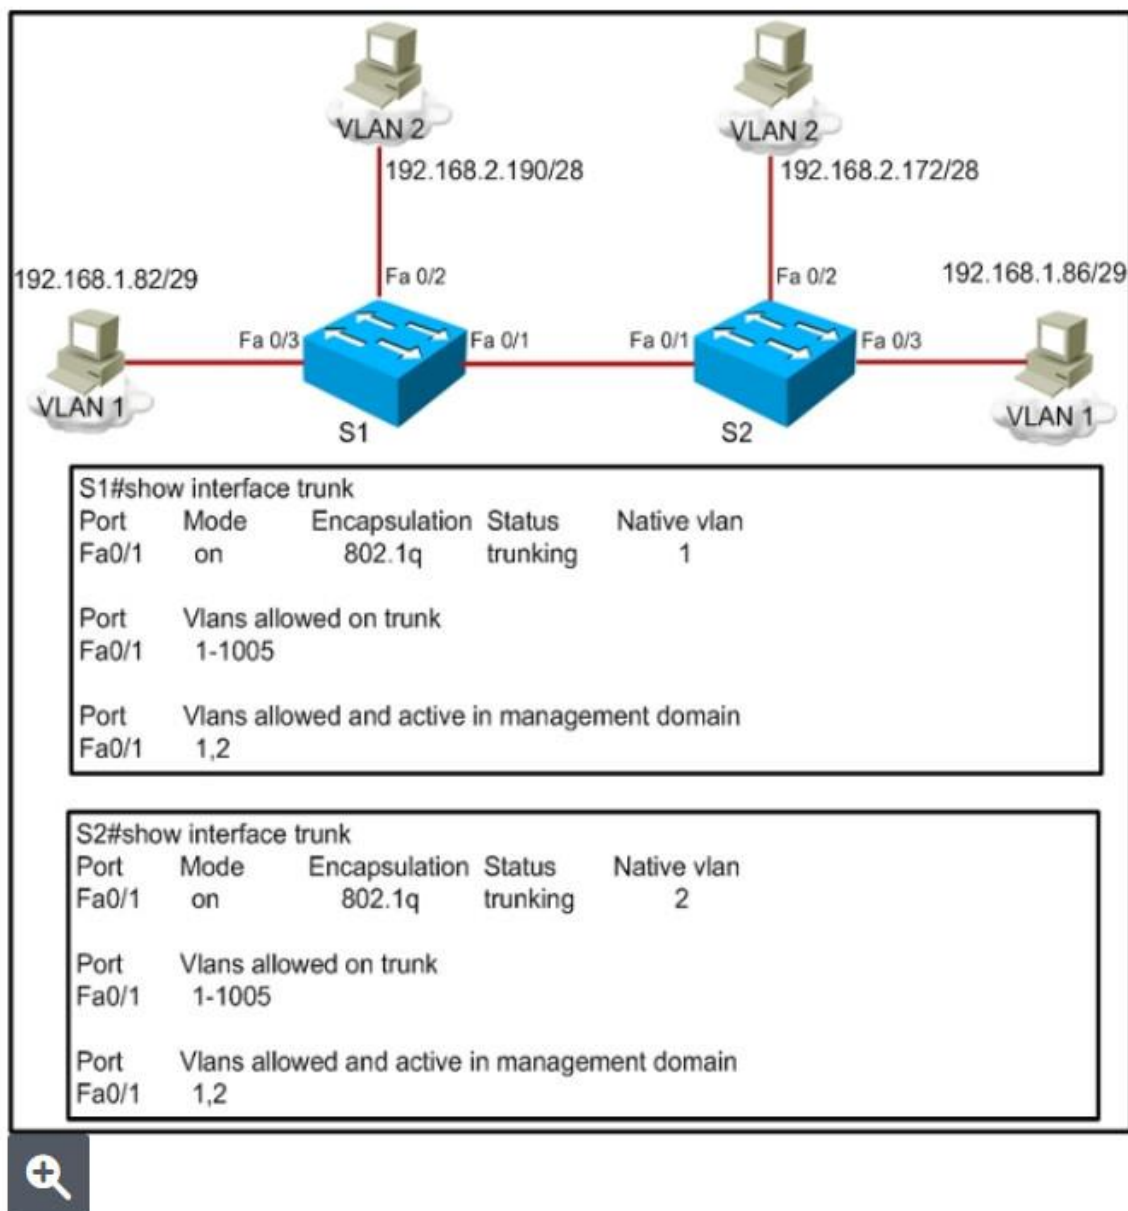 VLAN 2
VLAN 2
192.168.2.190/28
192.168.2.172/28
192.168.1.82/29
Fa 0/2
Fa 0/2
192.168.1.86/29
Fa 0/3
Fa 0/1
Fa 0/1
Fa 0/3
VLAN 1
VLAN 1
S1
S2
S1#show interface trunk
Port Mode Encapsulation Status Native vlan
Fa0/1 on 802.1q trunking 1
Port Vlans allowed on trunk
Fa0/1 1-1005
Port Vlans allowed and active in management domain
Fa0/1 1,2
S2#show interface trunk
Port Mode Encapsulation Status Native vlan
Fa0/1 on 802.1q trunking 2
Port Vlans allowed on trunk
Fa0/1 1-1005
Port Vlans allowed and active in management domain
Fa0/1 1,2